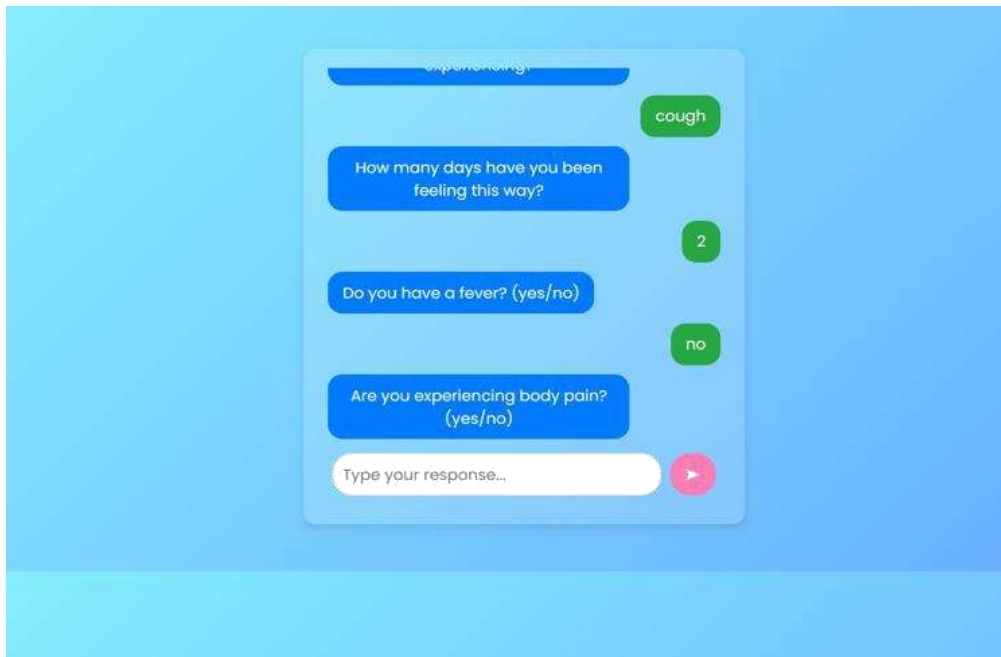 experiencing?
cough
How many days have you been
feeling this way?
2
Do you have a fever? (yes/no)
no
Are you experiencing body pain?
(yes/no)
Type your response...